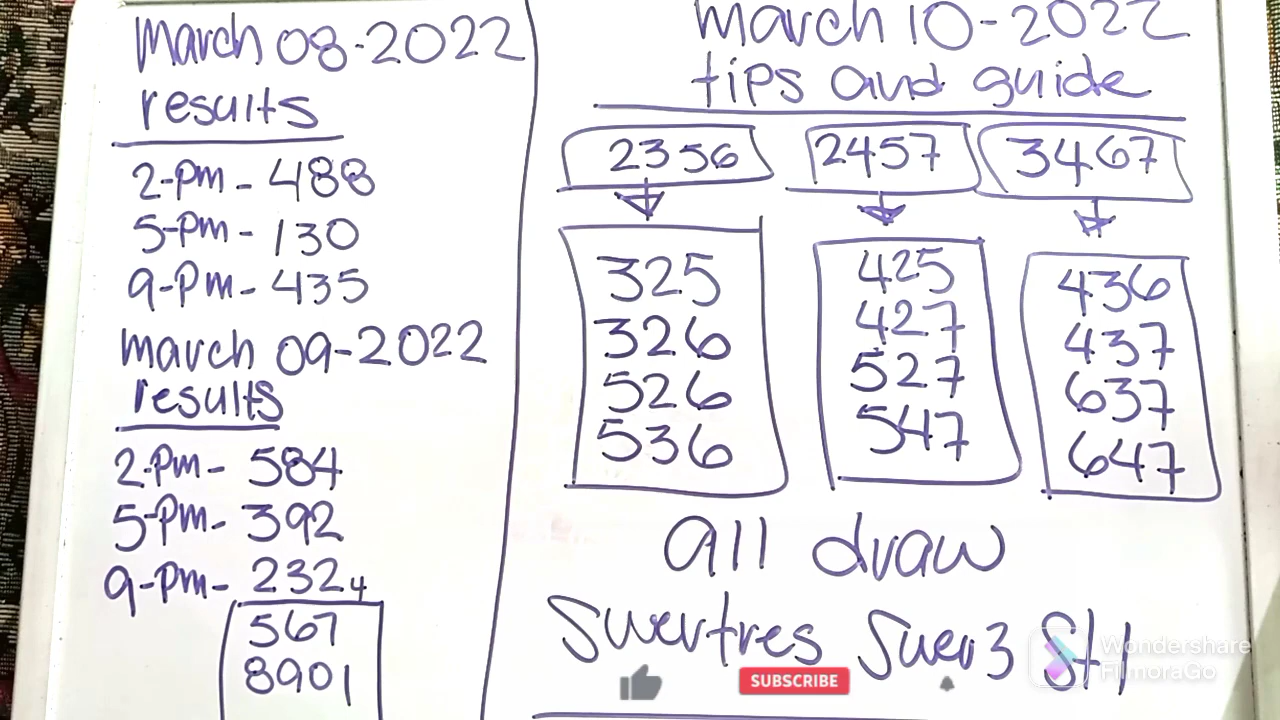 march 08-2022
results
2-pm- 488
5-pm- 130
9-pm- 435
march 09-2022
results
2-pm- 584
5-pm- 392
9-pm- 232 4
567
8901
march 10-2022
tips and guide
2356 2457 3467
325
326
526
536
425
427
527
547
436
437
637
647
all draw
Swertres Suer3 Stl
SUBSCRIBE
Wondershare
FilmoraGo